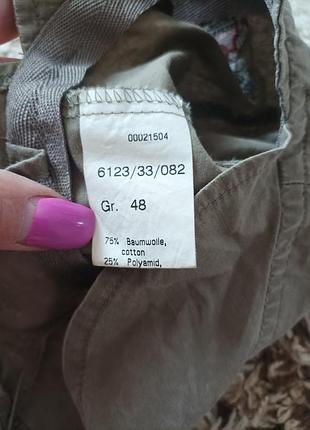 00021504
6123/33/082
Gr. 48
75% Baumwolle,
cotton
25% Polyamid,